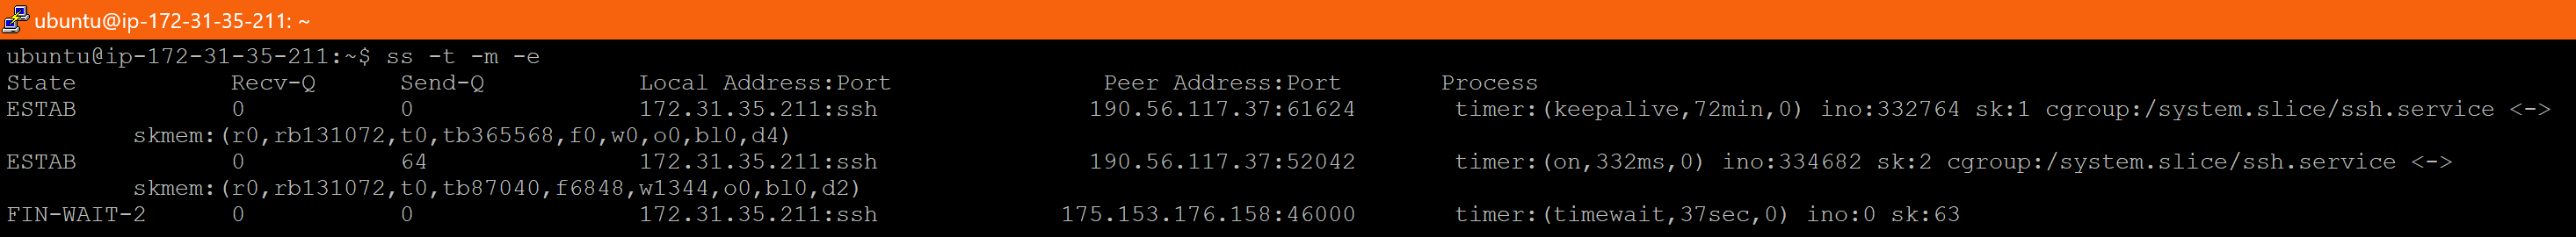 ubuntu@ip-172-31-35-211: ~
ubuntu@ip-172-31-35-211:~$ ss -t -m -e
State Recv-Q Send-Q Local Address:Port Peer Address:Port Process
ESTAB 0 0 172.31.35.211:ssh 190.56.117.37:61624 timer:(keepalive,72min,0) ino:332764 sk:1 cgroup:/system.slice/ssh.service <->
skmem:(r0,rb131072,t0,tb365568,f0,w0,o0,bl0,d4)
ESTAB 0 64 172.31.35.211:ssh 190.56.117.37:52042 timer:(on,332ms,0) ino:334682 sk:2 cgroup:/system.slice/ssh.service <->
skmem:(r0,rb131072,t0,tb87040,f6848,w1344,o0,bl0,d2)
FIN-WAIT-2 0 0 172.31.35.211:ssh 175.153.176.158:46000 timer:(timewait,37sec,0) ino:0 sk:63